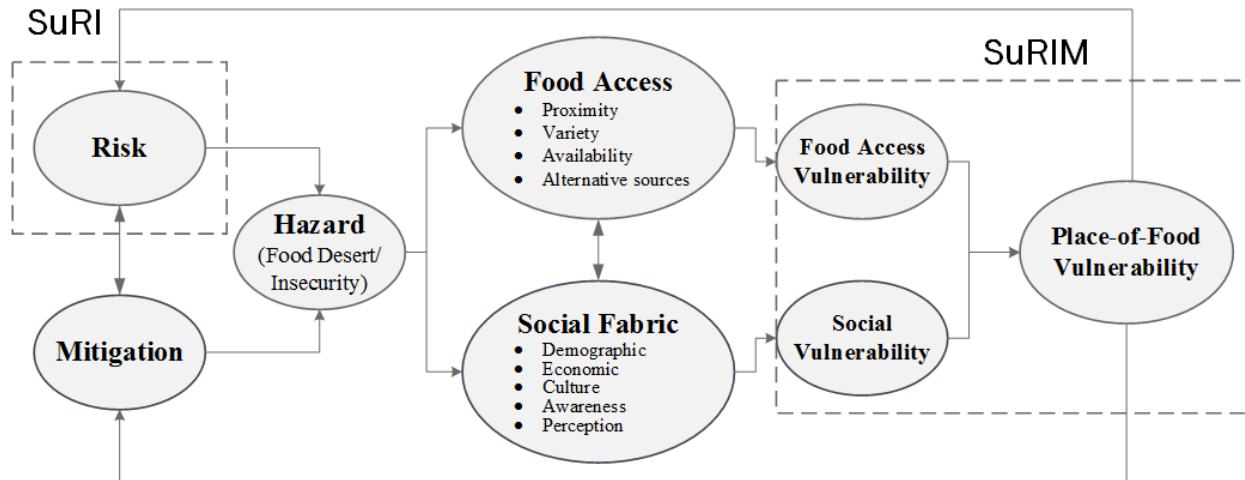 SuRI
SuRIM
Risk
Mitigation
Hazard
(Food Desert/
Insecurity)
Food Access
• Proximity
• Variety
• Availability
• Alternative sources
Social Fabric
• Demographic
• Economic
• Culture
• Awareness
• Perception
Food Access
Vulnerability
Social
Vulnerability
Place-of-Food
Vulnerability